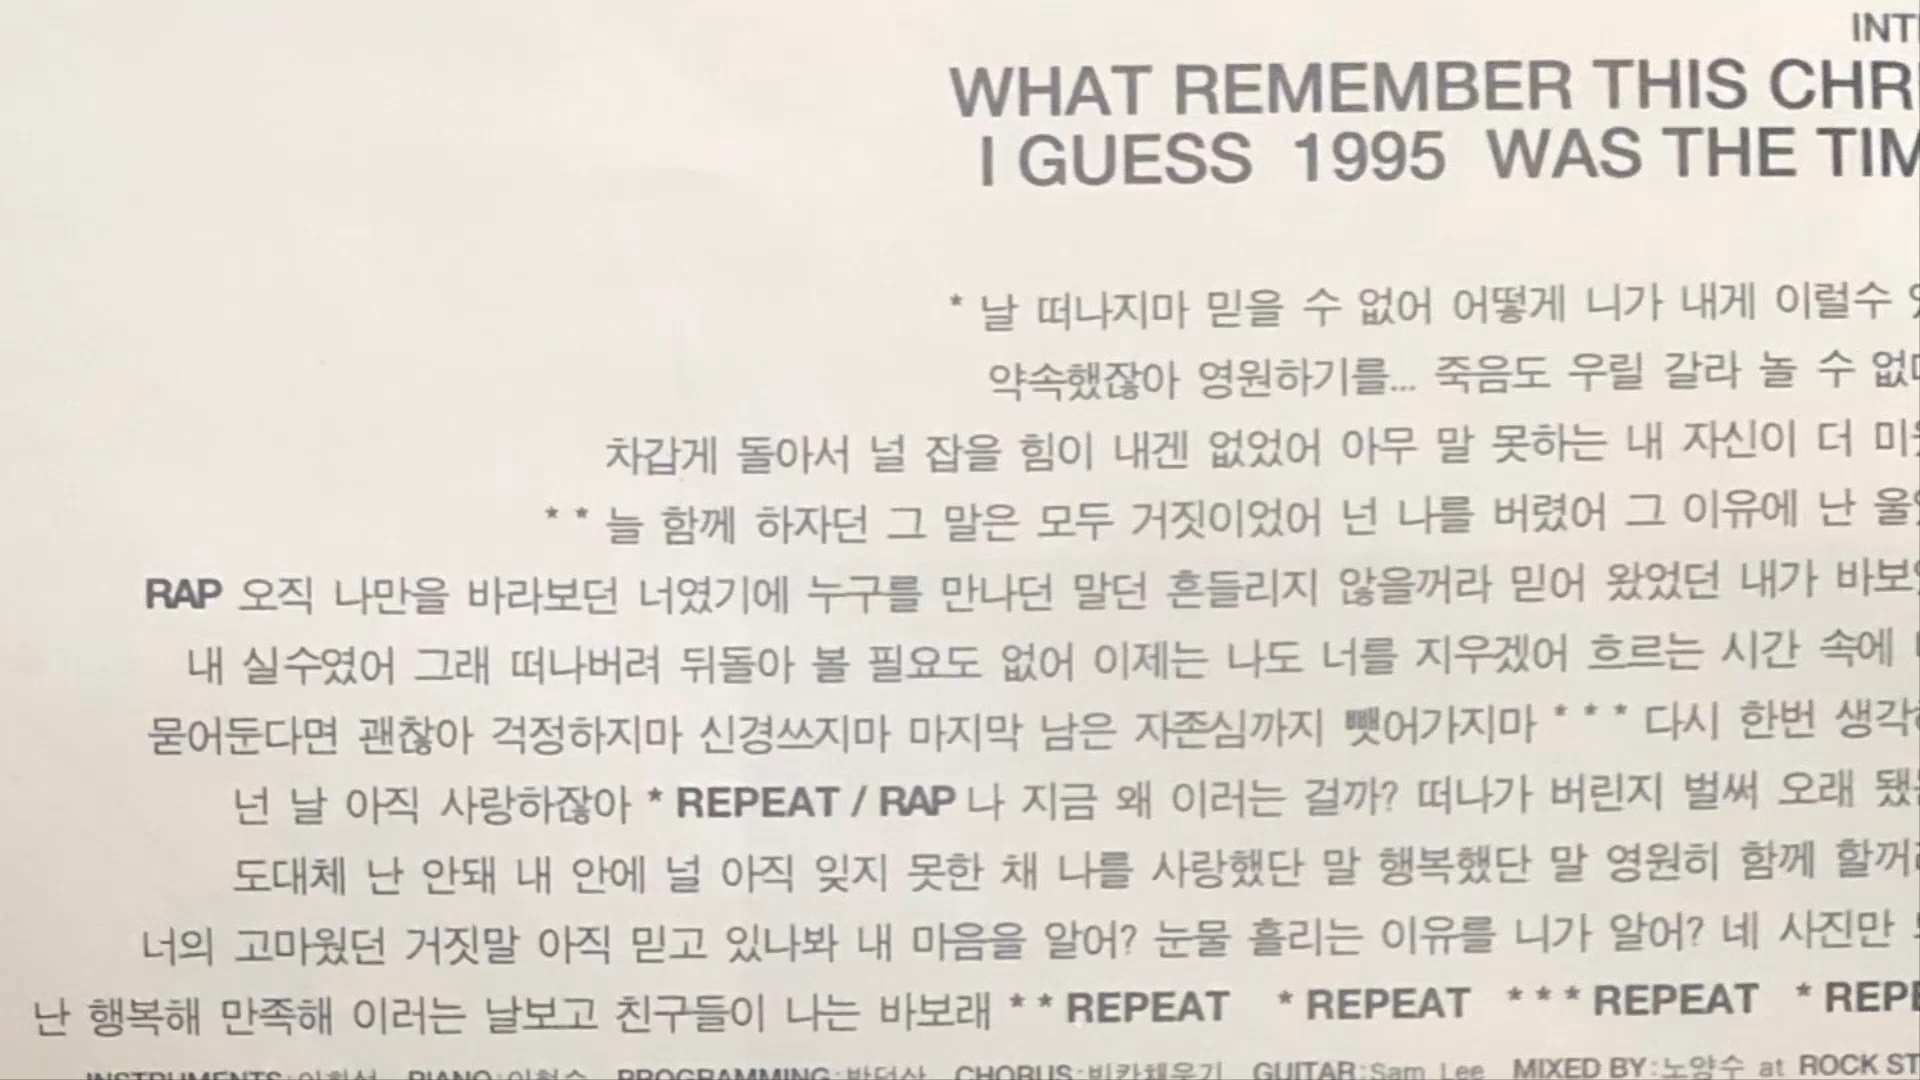 WHAT REMEMBER THIS
I GUESS 1995 WAS THE
* 날 떠나지마 믿을 수 없어 어떻게 니가 내게 이럴수
약속했잖아 영원하기를... 죽음도 우릴 갈라 놀 수
차갑게 돌아서 널 잡을 힘이 내겐 없었어 아무 말 못하는 내 자신이 더
* * 늘 함께 하자던 그 말은 모두 거짓이었어 넌 나를 버렸어 그 이유에 난
RAP 오직 나만을 바라보던 너였기에 누구를 만나던 말던 흔들리지 않을꺼라 믿어 왔었던 내가
내 실수였어 그래 떠나버려 뒤돌아 볼 필요도 없어 이제는 나도 너를 지우겠어 흐르는 시간 속에
묻어둔다면 괜찮아 걱정하지마 신경쓰지마 마지막 남은 자존심까지 뺏어가지마 * * * 다시 한번
넌 날 아직 사랑하잖아 * REPEAT / RAP 나 지금 왜 이러는 걸까? 떠나가 버린지 벌써 오래
도대체 난 안돼 내 안에 널 아직 잊지 못한 채 나를 사랑했단 말 행복했단 말 영원히 함께
너의 고마웠던 거짓말 아직 믿고 있나봐 내 마음을 알어? 눈물 흘리는 이유를 니가 알어? 네 사진만
난 행복해 만족해 이러는 날보고 친구들이 나는 바보래 * * REPEAT * REPEAT * * * REPEAT *
CHORUS: GUITAR:Sam Lee MIXED BY:노양수 at ROCK